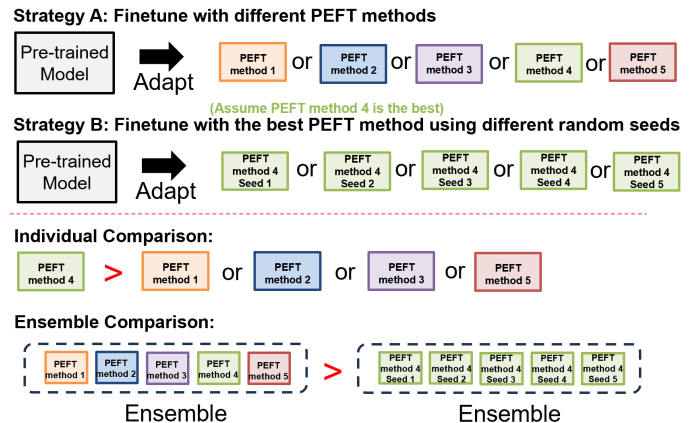 Strategy A: Finetune with different PEFT methods
Pre-trained
Model
Adapt
PEFT
method 1
or
PEFT
method 2
or
PEFT
method 3
or
PEFT
method 4
or
PEFT
method 5
(Assume PEFT method 4 is the best)
Strategy B: Finetune with the best PEFT method using different random seeds
Pre-trained
Model
Adapt
PEFT
method 4
Seed 1
or
PEFT
method 4
Seed 2
or
PEFT
method 4
Seed 3
or
PEFT
method 4
Seed 4
or
PEFT
method 4
Seed 5
Individual Comparison:
PEFT
method 4
>
PEFT
method 1
or
PEFT
method 2
or
PEFT
method 3
or
PEFT
method 5
Ensemble Comparison:
PEFT
method 1
PEFT
method 2
PEFT
method 3
PEFT
method 4
PEFT
method 5
>
PEFT
method 4
Seed 1
PEFT
method 4
Seed 2
PEFT
method 4
Seed 3
PEFT
method 4
Seed 4
PEFT
method 4
Seed 5
Ensemble
Ensemble